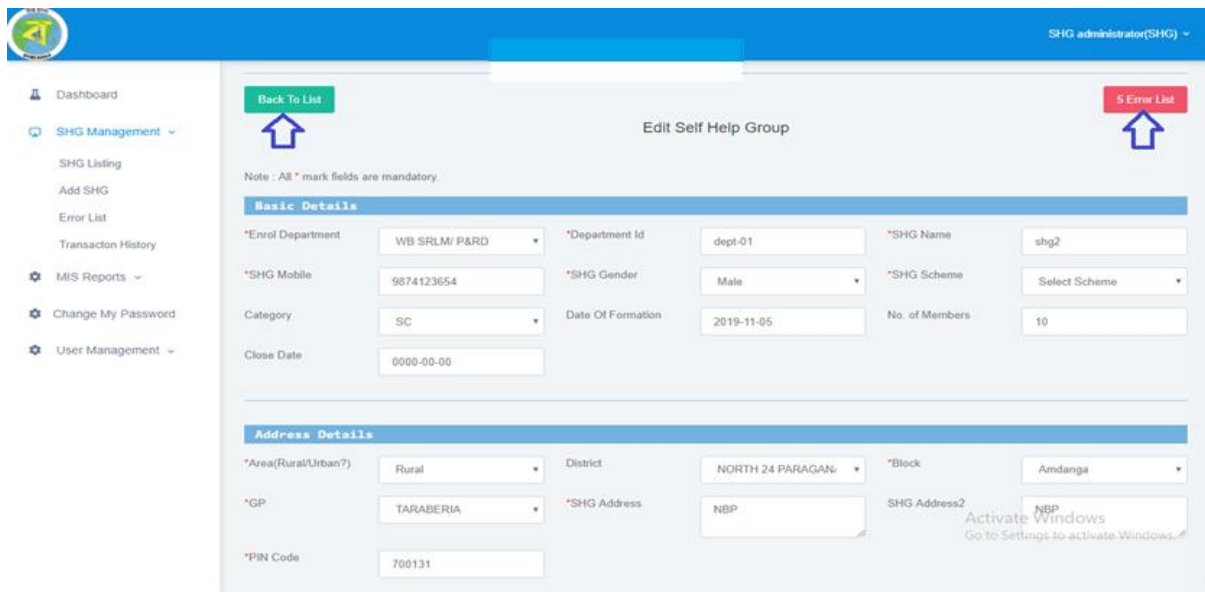 SHG administrator(SHG)
Dashboard
SHG Management
SHG Listing
Add SHG
Error List
Transacton History
MIS Reports
Change My Password
User Management
Back To List
5 Error List
Edit Self Help Group
Note : All * mark fields are mandatory.
Basic Details
*Enrol Department WB SRLM/ P&RD *Department Id dept-01 *SHG Name shg2
*SHG Mobile 9874123654 *SHG Gender Male *SHG Scheme Select Scheme
Category SC Date Of Formation 2019-11-05 No. of Members 10
Close Date 0000-00-00
Address Details
*Area(Rural/Urban?) Rural District NORTH 24 PARAGAN *Block Amdanga
*GP TARABERIA *SHG Address NBP SHG Address2 NBP
*PIN Code 700131
Activate Windows
Go to Settings to activate Windows.